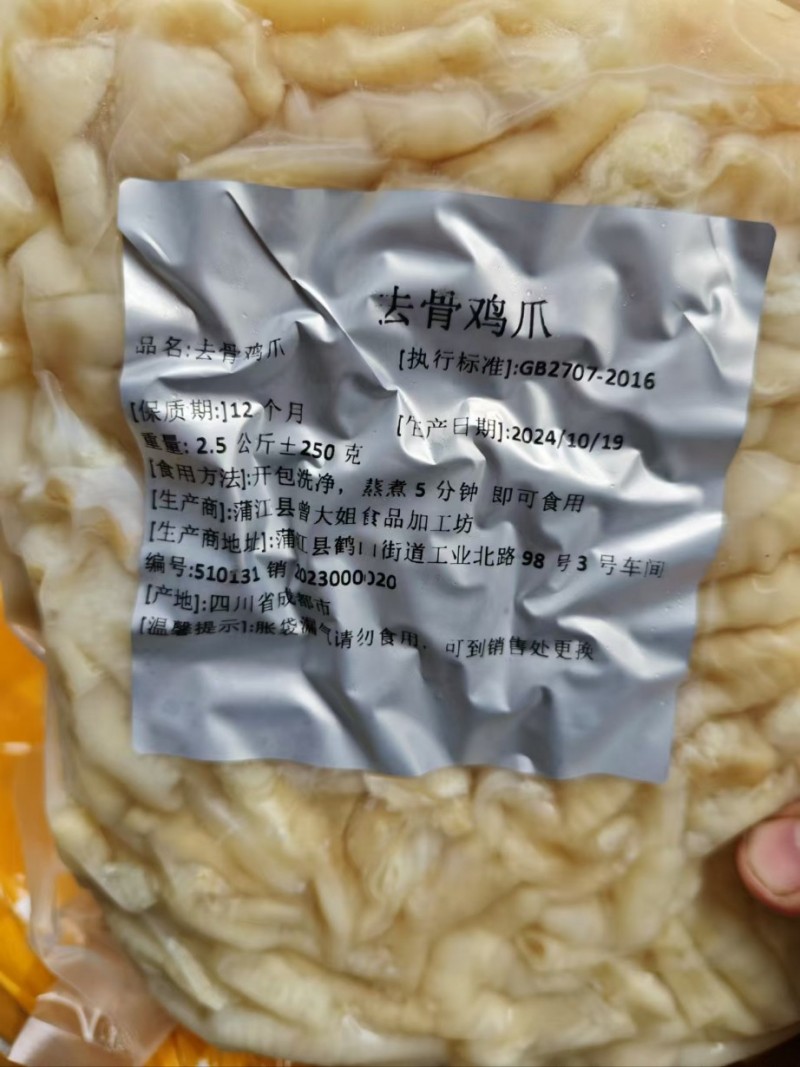 去骨鸡爪
品名:去骨鸡爪
[执行标准]:GB2707-2016
[保质期:]12个月
[生产日期]:2024/10/19
重量: 2.5 公斤±250 克
[食用方法]:开包洗净，蒸煮 5 分钟 即可食用
[生产商]:蒲江县曾大姐食品加工坊
[生产商地址]:蒲江县鹤山街道工业北路 98 号 3 号车间
编号:510131 销 2023000020
[产地]:四川省成都市
[温馨提示]:胀袋漏气请勿食用，可到销售处更换